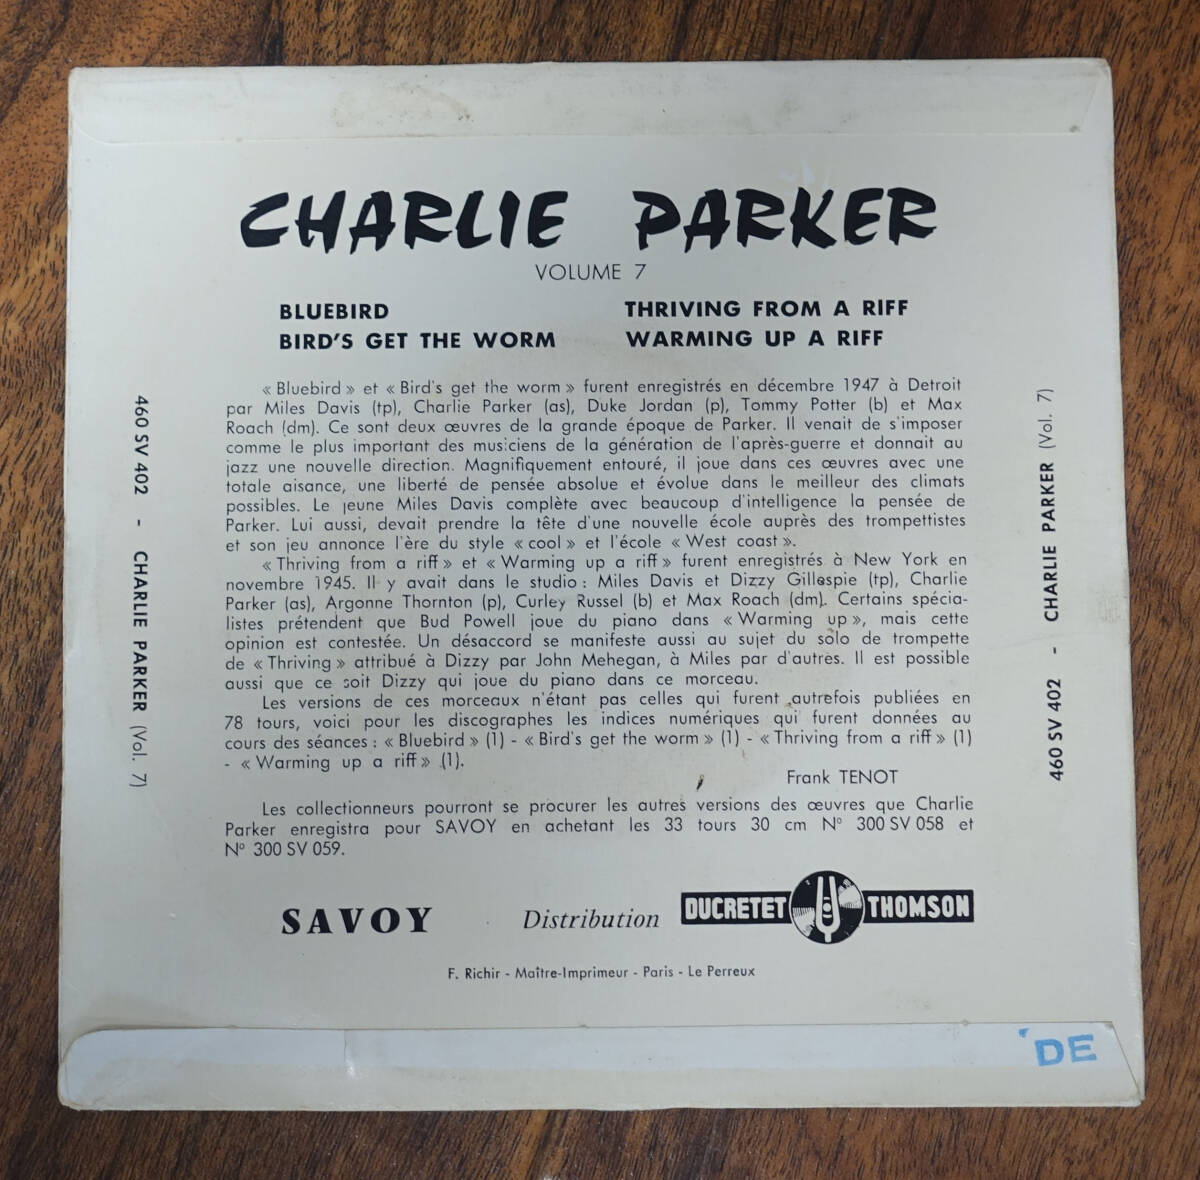 CHARLIE PARKER
VOLUME 7
BLUEBIRD
BIRD'S GET THE WORM
THRIVING FROM A RIFF
WARMING UP A RIFF
« Bluebird » et « Bird's get the worm » furent enregistrés en décembre 1947 à Detroit
par Miles Davis (tp), Charlie Parker (as), Duke Jordan (p), Tommy Potter (b) et Max
Roach (dm). Ce sont deux œuvres de la grande époque de Parker. Il venait de s'imposer
comme le plus important des musiciens de la génération de l'après-guerre et donnait au
jazz une nouvelle direction. Magnifiquement entouré, il joue dans ces œuvres avec une
totale aisance, une liberté de pensée absolue et évolue dans le meilleur des climats
possibles. Le jeune Miles Davis complète avec beaucoup d'intelligence la pensée de
Parker. Lui aussi, devait prendre la tête d'une nouvelle école auprès des trompettistes
et son jeu annonce l'ère du style « cool » et l'école « West coast ».
« Thriving from a riff » et « Warming up a riff » furent enregistrés à New York en
novembre 1945. Il y avait dans le studio : Miles Davis et Dizzy Gillespie (tp), Charlie
Parker (as), Argonne Thornton (p), Curley Russel (b) et Max Roach (dm). Certains spécia-
listes prétendent que Bud Powell joue du piano dans « Warming up », mais cette
opinion est contestée. Un désaccord se manifeste aussi au sujet du solo de trompette
de « Thriving » attribué à Dizzy par John Mehegan, à Miles par d'autres. Il est possible
aussi que ce soit Dizzy qui joue du piano dans ce morceau.
Les versions de ces morceaux n'étant pas celles qui furent autrefois publiées en
78 tours, voici pour les discographes les indices numériques qui furent données au
cours des séances : « Bluebird » (1) - « Bird's get the worm » (1) - « Thriving from a riff » (1)
- « Warming up a riff » (1).
Frank TENOT
Les collectionneurs pourront se procurer les autres versions des œuvres que Charlie
Parker enregistra pour SAVOY en achetant les 33 tours 30 cm N° 300 SV 058 et
N° 300 SV 059.
SAVOY
Distribution
DUCRETET THOMSON
F. Richir - Maître-Imprimeur - Paris - Le Perreux
460 SV 402 - CHARLIE PARKER (Vol. 7)
460 SV 402 - CHARLIE PARKER (Vol. 7)
DE